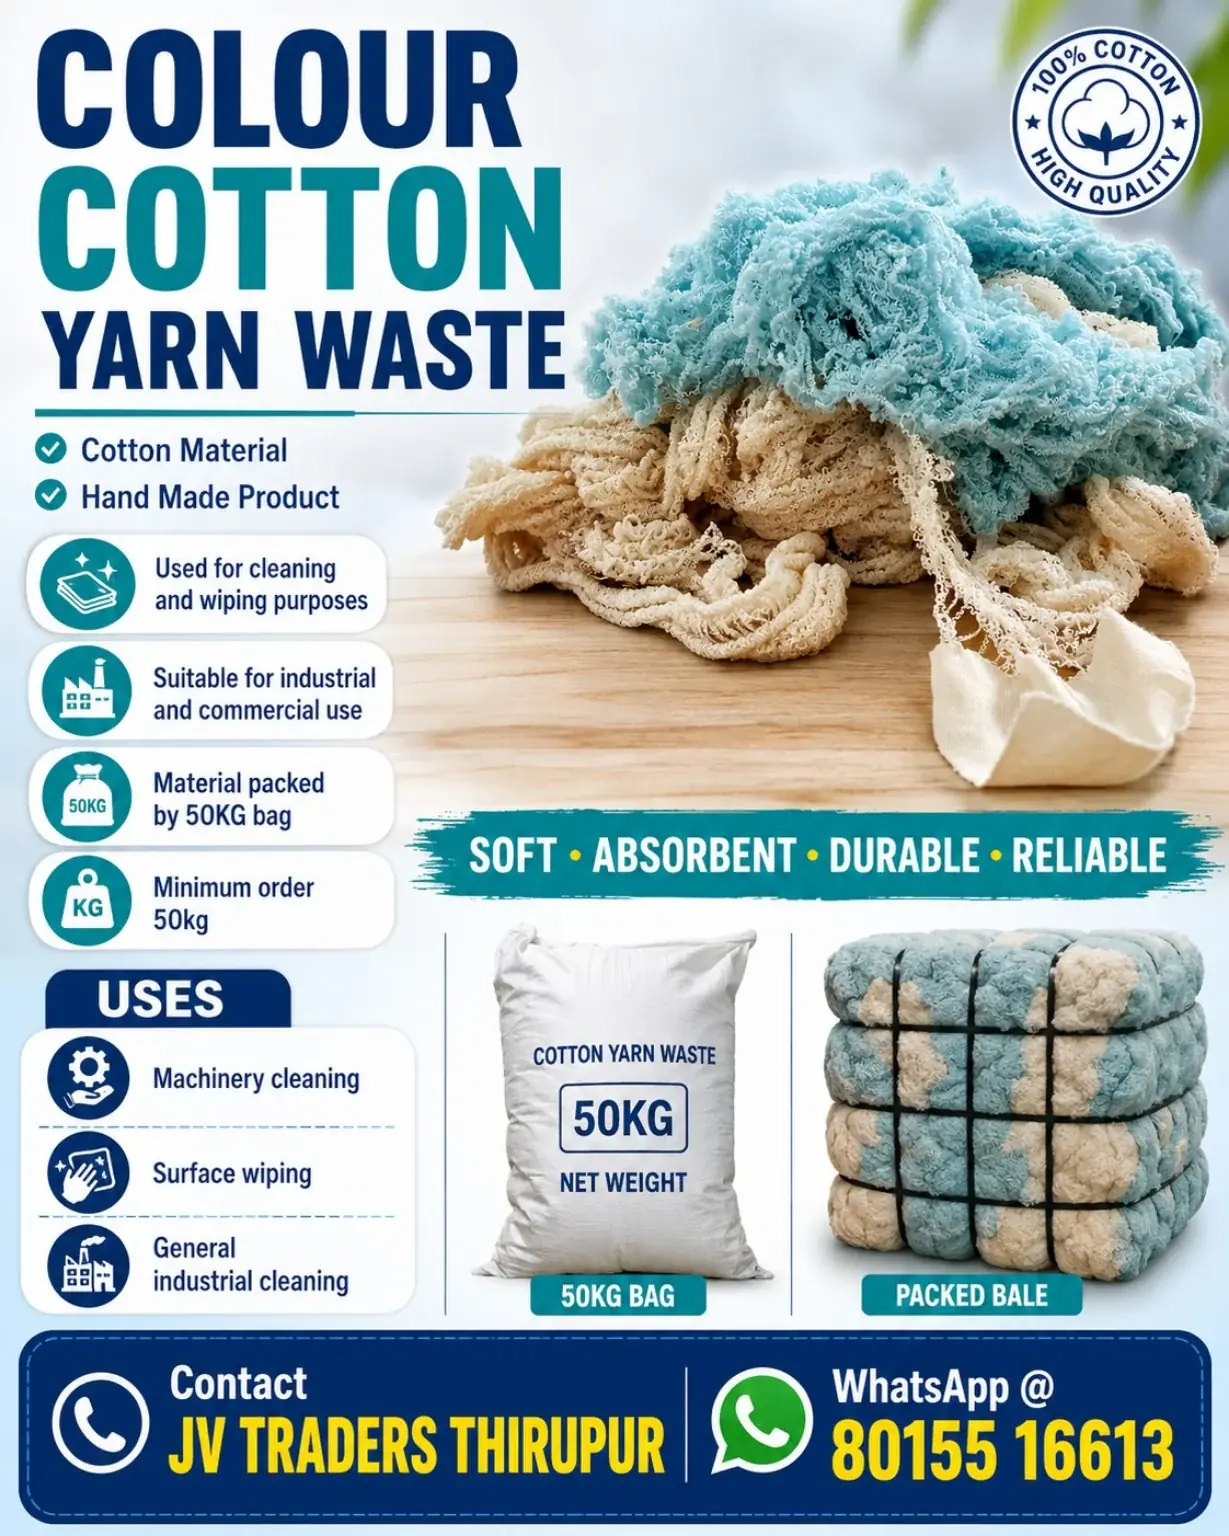 COLOUR
COTTON
YARN WASTE
100% COTTON
HIGH QUALITY
Cotton Material
Hand Made Product
Used for cleaning
and wiping purposes
Suitable for industrial
and commercial use
50KG
Material packed
by 50KG bag
KG
Minimum order
50kg
SOFT • ABSORBENT • DURABLE • RELIABLE
USES
Machinery cleaning
Surface wiping
General
industrial cleaning
COTTON YARN WASTE
50KG
NET WEIGHT
50KG BAG
PACKED BALE
Contact
JV TRADERS THIRUPUR
WhatsApp @
80155 16613